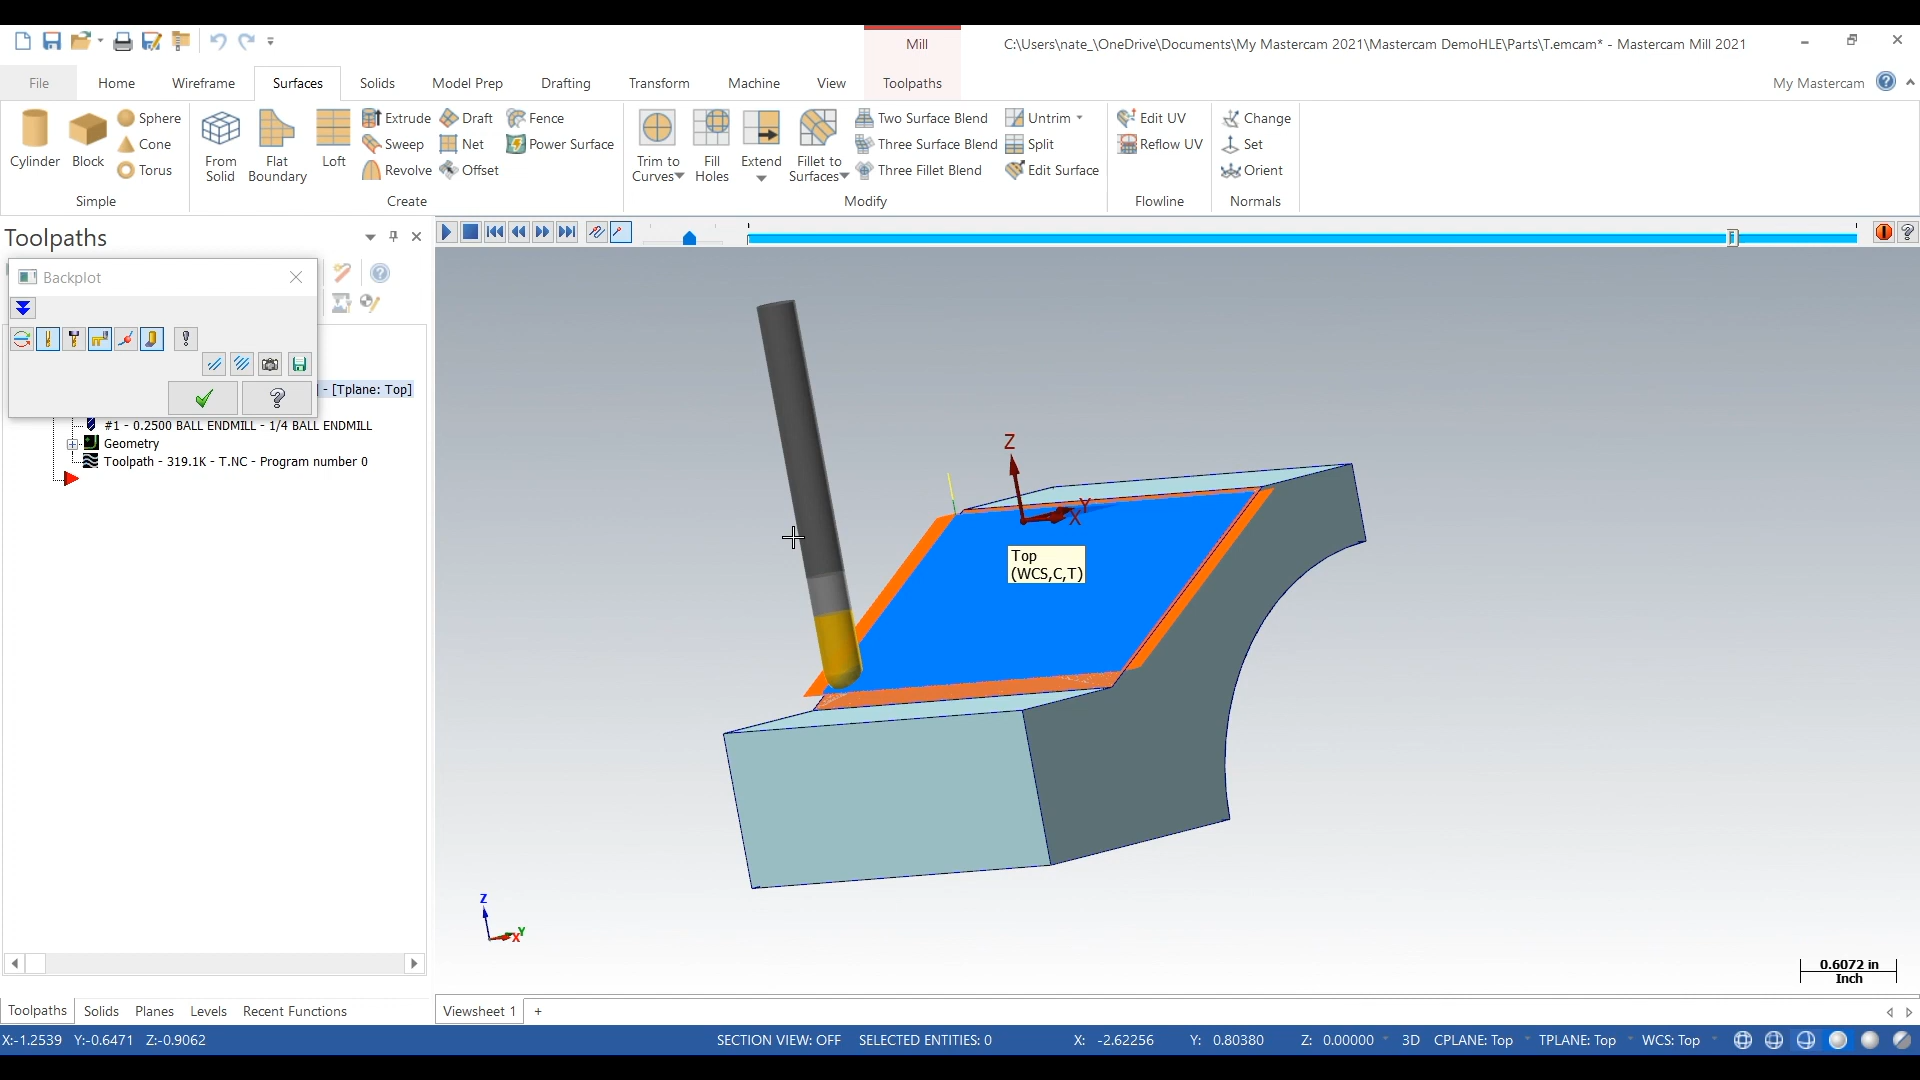 Mill
C:\Users\nate_\OneDrive\Documents\My Mastercam 2021\Mastercam DemoHLE\Parts\T.emcam* - Mastercam Mill 2021
File Home Wireframe Surfaces Solids Model Prep Drafting Transform Machine View Toolpaths My Mastercam
Cylinder Block Sphere Cone Torus
Simple
From Solid Flat Boundary Loft Extrude Sweep Revolve Draft Net Offset Fence Power Surface
Create
Trim to Curves Fill Holes Extend Fillet to Surfaces Two Surface Blend Three Surface Blend Three Fillet Blend Untrim Split Edit Surface
Modify
Edit UV Reflow UV
Flowline
Change Set Orient
Normals
Toolpaths
Backplot
- [Tplane: Top]
#1 - 0.2500 BALL ENDMILL - 1/4 BALL ENDMILL
Geometry
Toolpath - 319.1K - T.NC - Program number 0
Z
Y
X
Top
(WCS,C,T)
Z
Y
X
0.6072 in
Inch
Toolpaths Solids Planes Levels Recent Functions
Viewsheet 1 +
X:-1.2539 Y:-0.6471 Z:-0.9062 SECTION VIEW: OFF SELECTED ENTITIES: 0 X: -2.62256 Y: 0.80380 Z: 0.00000 3D CPLANE: Top TPLANE: Top WCS: Top